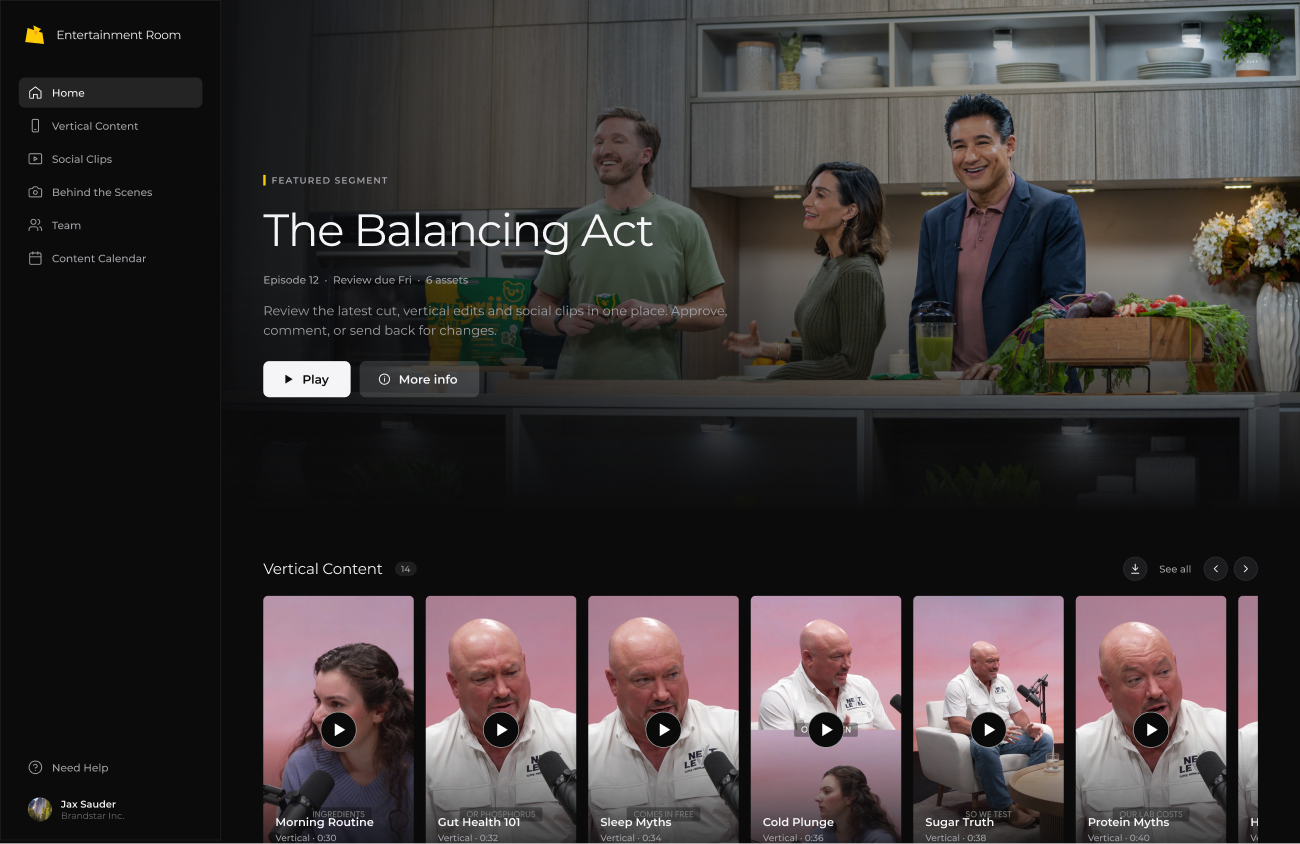 Entertainment Room
Home
Vertical Content
Social Clips
Behind the Scenes
Team
Content Calendar
Need Help
Jax Sauder
Brandstar Inc.
FEATURED SEGMENT
The Balancing Act
Episode 12 · Review due Fri · 6 assets
Review the latest cut, vertical edits and social clips in one place. Approve,
comment, or send back for changes.
Play
More info
Vertical Content 14
See all
INGREDIENTS
Morning Routine
Vertical · 0:30
OR PHOSPHORUS
Gut Health 101
Vertical · 0:32
COMES IN FREE
Sleep Myths
Vertical · 0:34
NEXT
LEVEL
Cold Plunge
Vertical · 0:36
SO WE TEST
Sugar Truth
Vertical · 0:38
OUR LAB COSTS
Protein Myths
Vertical · 0:40